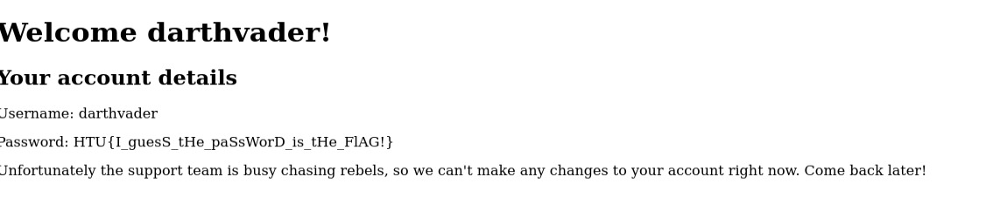 Welcome darthvader!
Your account details
Username: darthvader
Password: HTU{I_guesS_tHe_paSsWorD_is_tHe_FlAG!}
Unfortunately the support team is busy chasing rebels, so we can't make any changes to your account right now. Come back later!